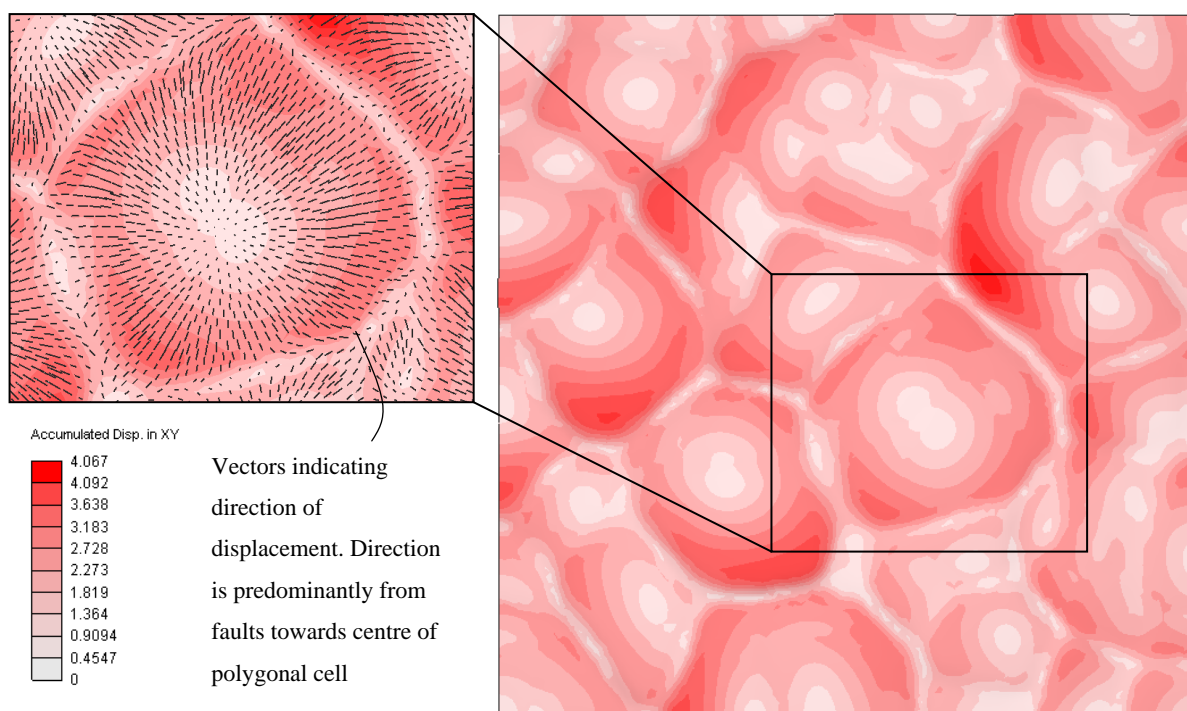 Accumulated Disp. in XY
4.067
4.092
3.638
3.183
2.728
2.273
1.819
1.364
0.9094
0.4547
0
Vectors indicating
direction of
displacement. Direction
is predominantly from
faults towards centre of
polygonal cell